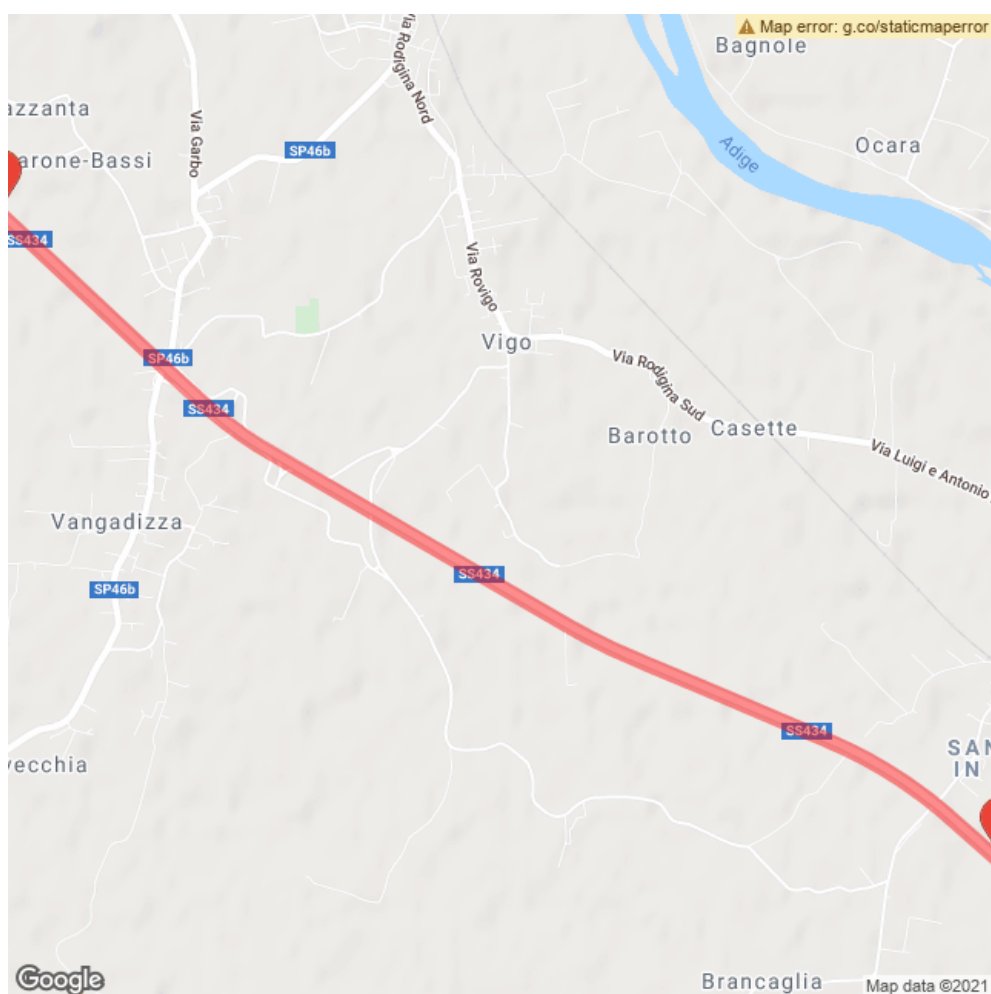 Map error: g.co/staticmaperror
Bagnole
Via Rodigina Nord
azzanta
Via Garbo
Adige
Ocara
SP46b
arone-Bassi
SS434
Via Rovigo
Vigo
SP46b
Via Rodigina Sud
SS434
Barotto
Casette
Via Luigi e Antonio
Vangadizza
SS434
SP46b
SS434
SAN
IN
vecchia
Brancaglia
Google
Map data ©2021